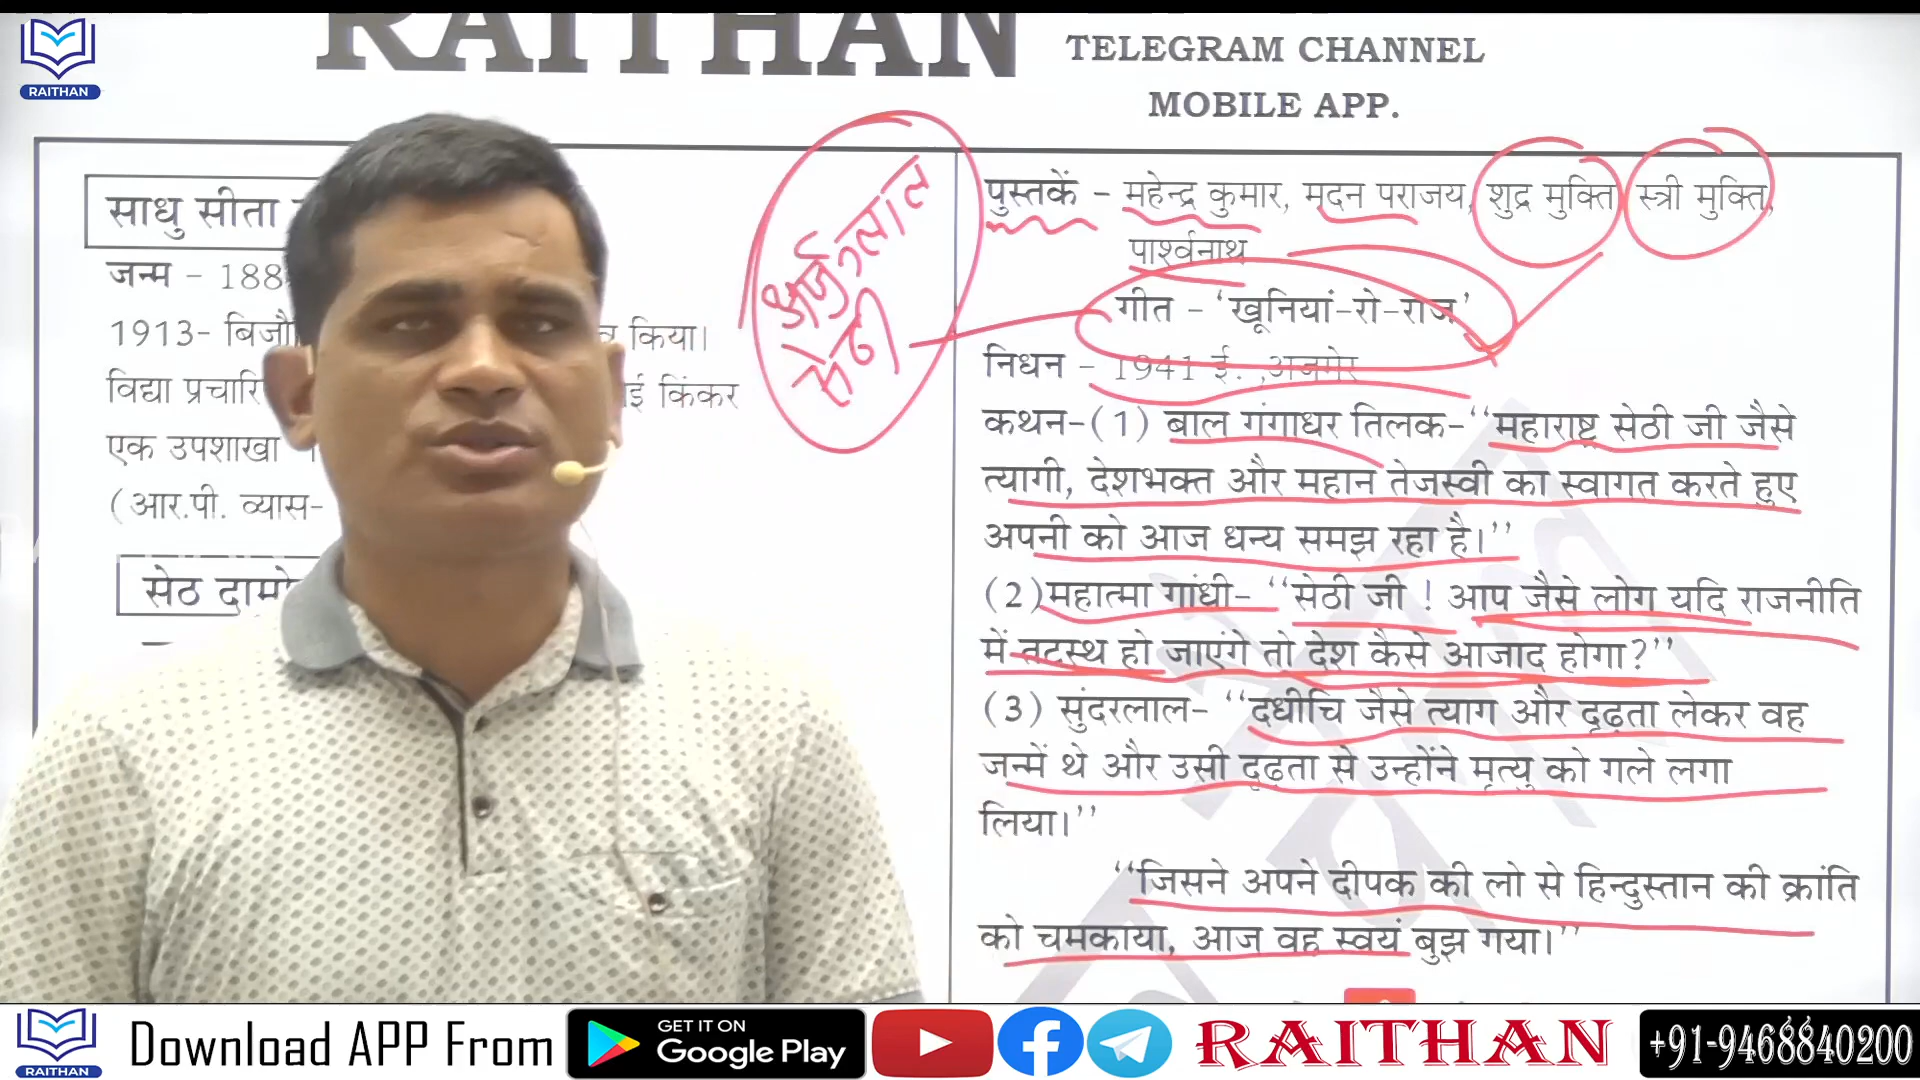 RAITHAN
RAITHAN
TELEGRAM CHANNEL
MOBILE APP.
साधु सीता
जन्म - 188
1913- बिजौ
किया।
विद्या प्रचारि
ई किंकर
एक उपशाखा
(आर.पी. व्यास-
सेठ दामो
अर्जुनलाल
सेठी
पुस्तकें - महेन्द्र कुमार, मदन पराजय, शुद्र मुक्ति, स्त्री मुक्ति,
पार्श्वनाथ
गीत - ‘खूनियां-रो-राज’
निधन - 1941 ई. ,अजमेर
कथन-(1) बाल गंगाधर तिलक-‘‘महाराष्ट्र सेठी जी जैसे
त्यागी, देशभक्त और महान तेजस्वी का स्वागत करते हुए
अपनी को आज धन्य समझ रहा है।’’
(2)महात्मा गांधी- ‘‘सेठी जी ! आप जैसे लोग यदि राजनीति
में तटस्थ हो जाएंगे तो देश कैसे आजाद होगा?’’
(3) सुंदरलाल- ‘‘दधीचि जैसे त्याग और दृढ़ता लेकर वह
जन्में थे और उसी दृढ़ता से उन्होंने मृत्यु को गले लगा
लिया।’’
‘‘जिसने अपने दीपक की लो से हिन्दुस्तान की क्रांति
को चमकाया, आज वह स्वयं बुझ गया।’’
RAITHAN
Download APP From
GET IT ON
Google Play
RAITHAN
+91-9468840200